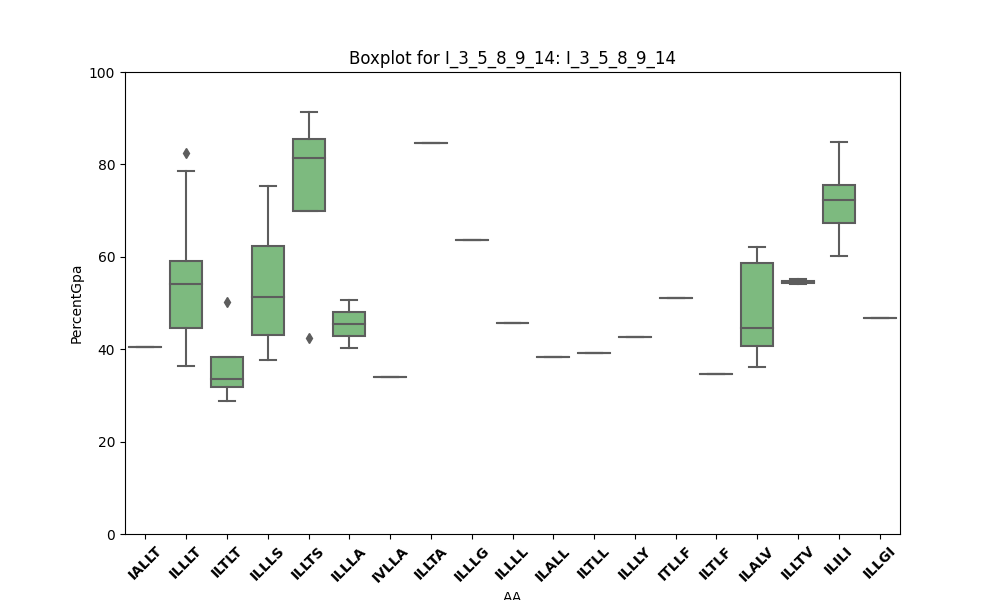 Boxplot for I_3_5_8_9_14: I_3_5_8_9_14
100
80
60
40
20
0
PercentGpa
IALLT ILLLT ILTLT ILLLS ILLTS ILLLA IVLLA ILLTA ILLLG ILLLL ILALL ILTLL ILLLY ITLLF ILTLF ILALV ILLTV ILILI ILLGI
AA